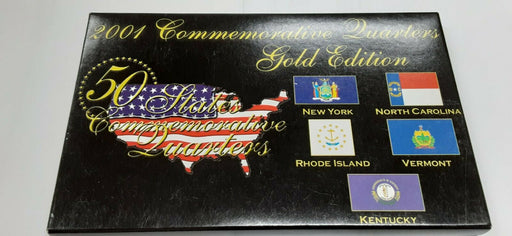 2001 Commemorative Quarters
Gold Edition
50 States
Commemorative
Quarters
NEW YORK
NORTH CAROLINA
RHODE ISLAND
VERMONT
KENTUCKY